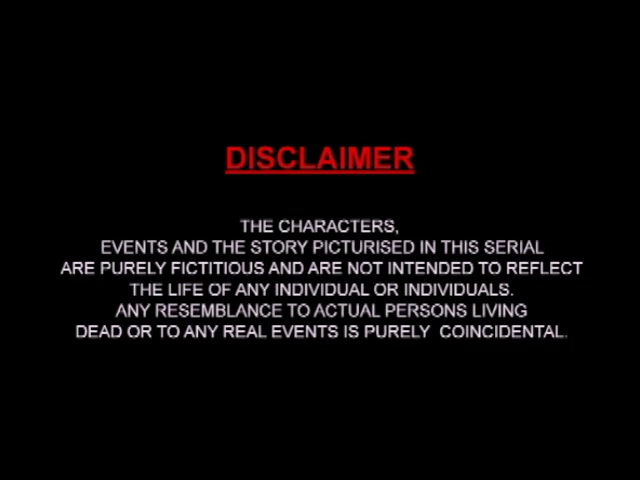 DISCLAIMER
THE CHARACTERS,
EVENTS AND THE STORY PICTURISED IN THIS SERIAL
ARE PURELY FICTITIOUS AND ARE NOT INTENDED TO REFLECT
THE LIFE OF ANY INDIVIDUAL OR INDIVIDUALS.
ANY RESEMBLANCE TO ACTUAL PERSONS LIVING
DEAD OR TO ANY REAL EVENTS IS PURELY COINCIDENTAL.